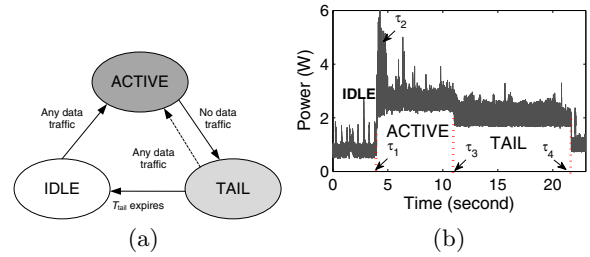 ACTIVE
Any data
traffic
No data
traffic
Any data
traffic
IDLE
TAIL
Ttail expires
(a)
Power (W)
6
4
2
0
τ2
IDLE
ACTIVE
TAIL
τ1
τ3
τ4
0 5 10 15 20
Time (second)
(b)